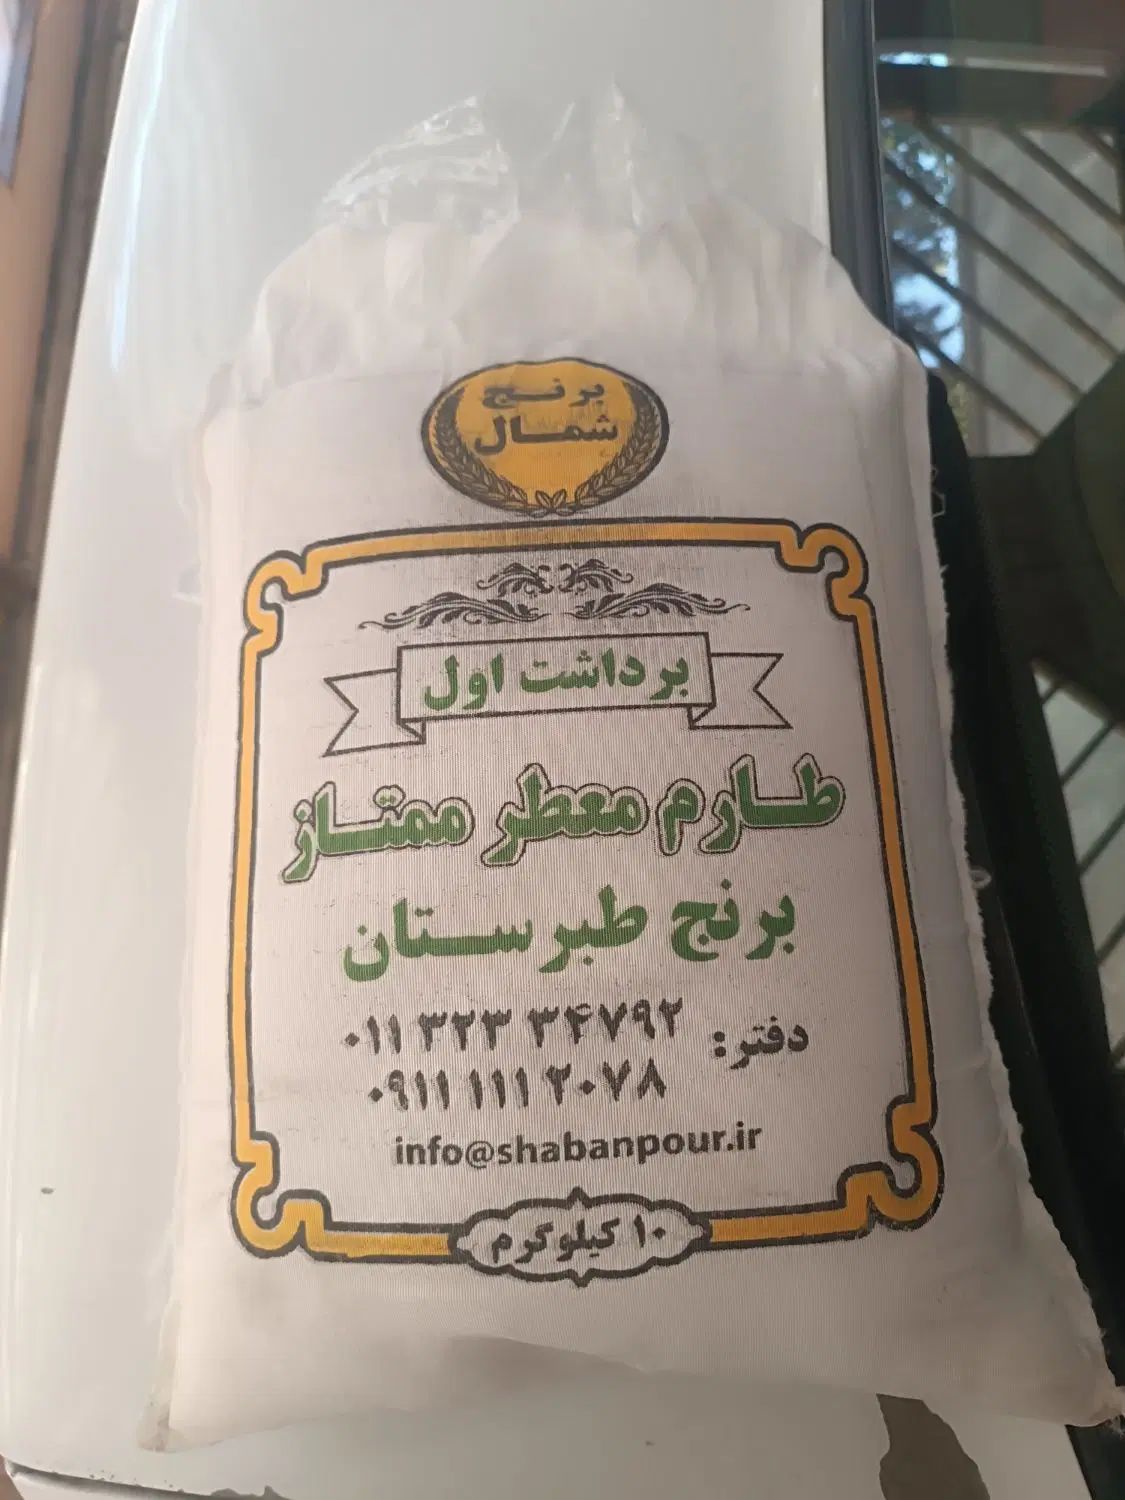 برنج
شمال
برداشت اول
طارم معطر ممتاز
برنج طبرستان
دفتر: ۰۱۱ ۳۲۳ ۳۴۷۹۲
۰۹۱۱ ۱۱۱ ۲۰۷۸
info@shabanpour.ir
۱۰ کیلوگرم